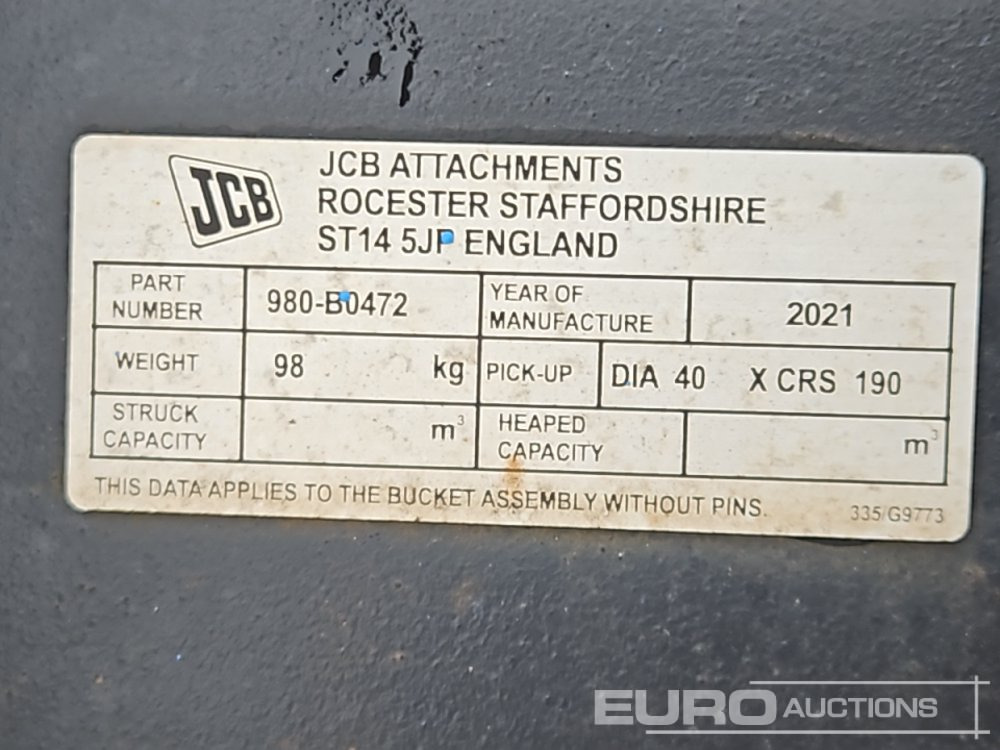 JCB
JCB ATTACHMENTS
ROCESTER STAFFORDSHIRE
ST14 5JP ENGLAND
PART NUMBER 980-B0472 YEAR OF MANUFACTURE 2021
WEIGHT 98 kg PICK-UP DIA 40 X CRS 190
STRUCK CAPACITY m³ HEAPED CAPACITY m³
THIS DATA APPLIES TO THE BUCKET ASSEMBLY WITHOUT PINS. 335/G9773
EURO AUCTIONS